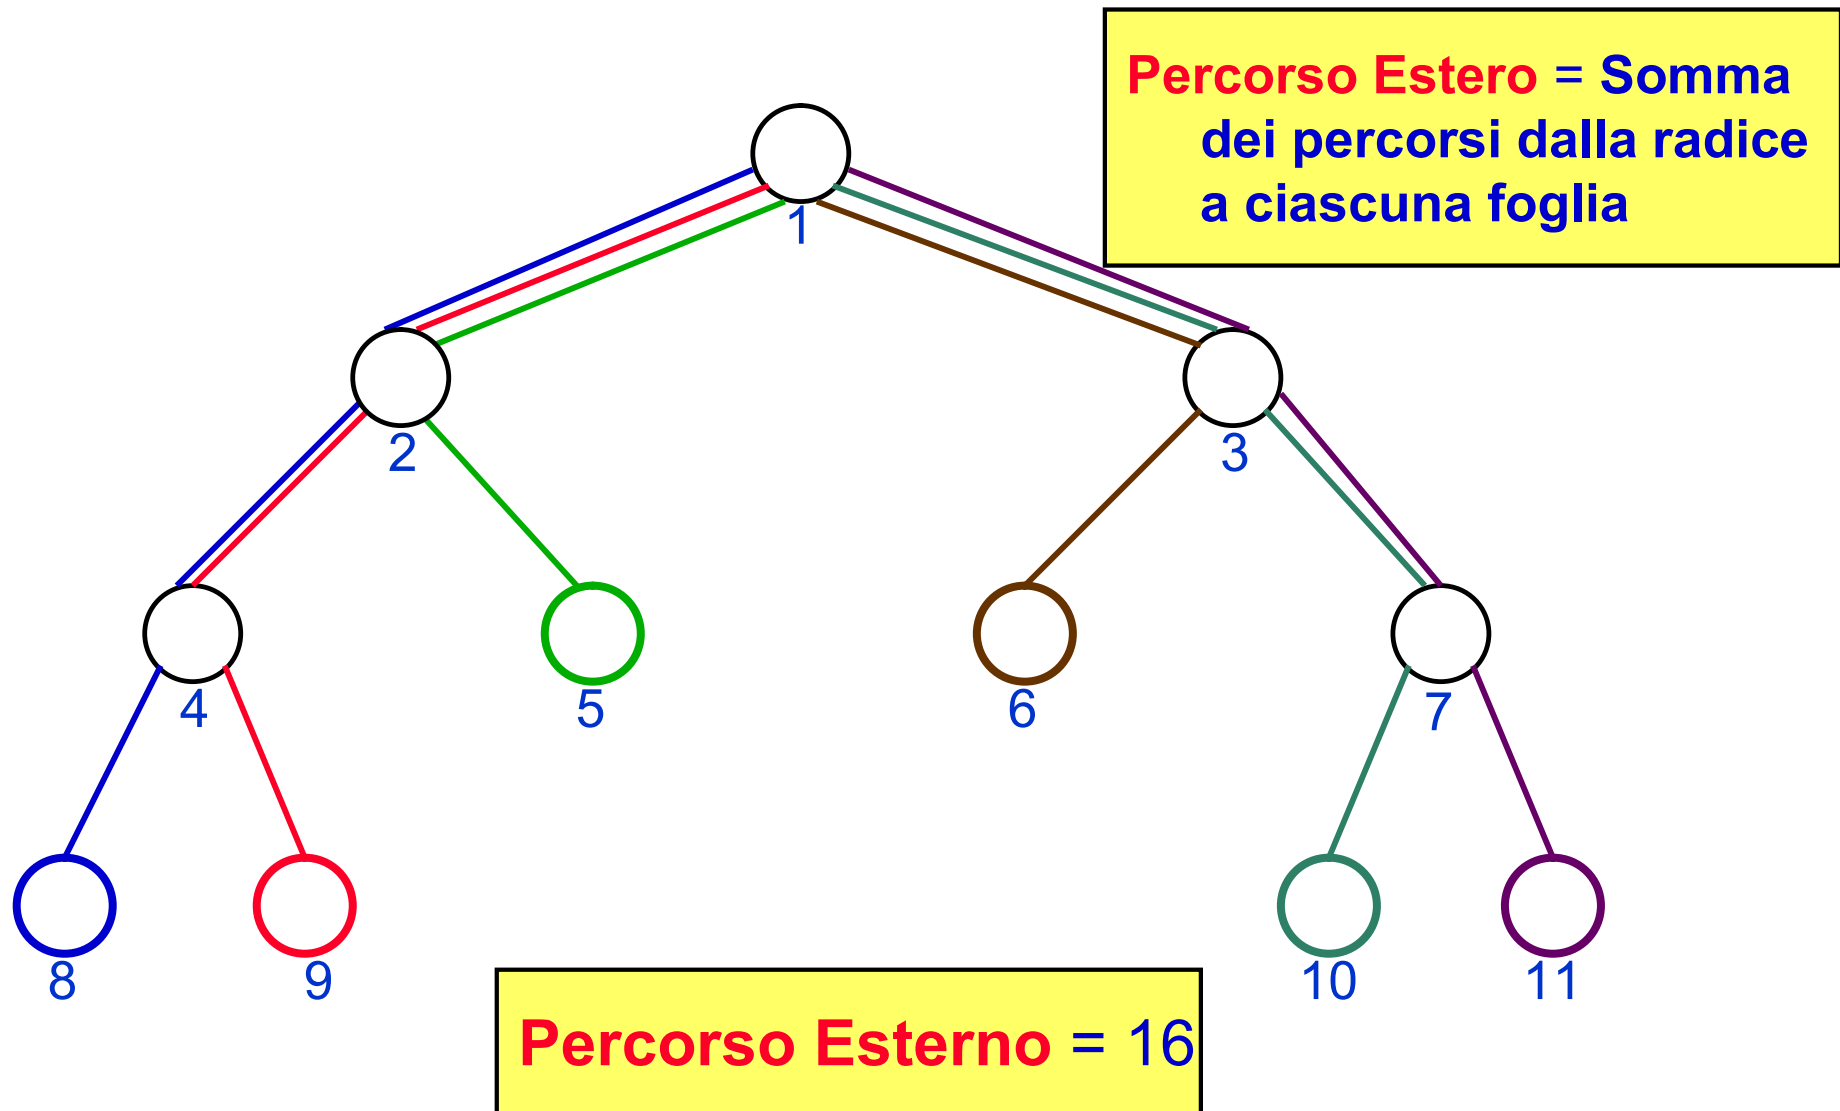 Percorso Estero = Somma
dei percorsi dalla radice
a ciascuna foglia
1
2
3
4
5
6
7
8
9
10
11
Percorso Esterno = 16